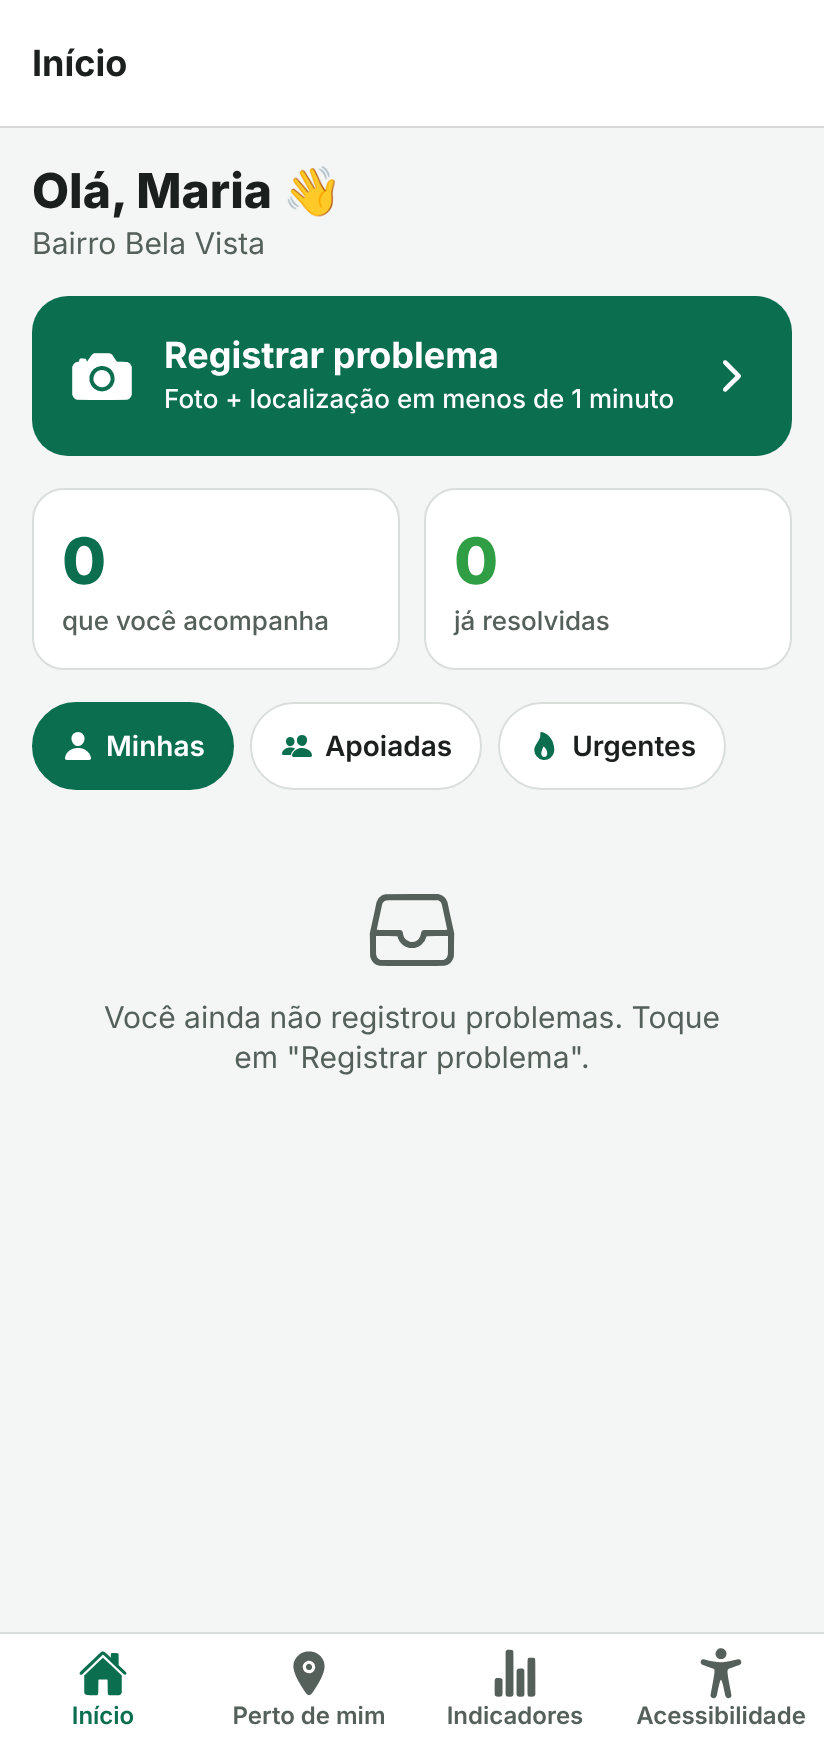 Início
Olá, Maria 👋
Bairro Bela Vista
Registrar problema
Foto + localização em menos de 1 minuto
0
que você acompanha
0
já resolvidas
Minhas
Apoiadas
Urgentes
Você ainda não registrou problemas. Toque
em "Registrar problema".
Início
Perto de mim
Indicadores
Acessibilidade